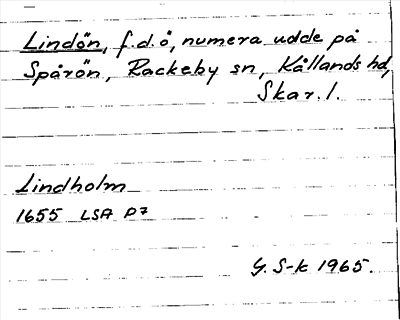 Lindön, f.d. ö, numera udde på
Spårön, Rackeby sn, Kållands hd,
Skar. l.
Lindholm
1655 LSA P7
G. S-k 1965.